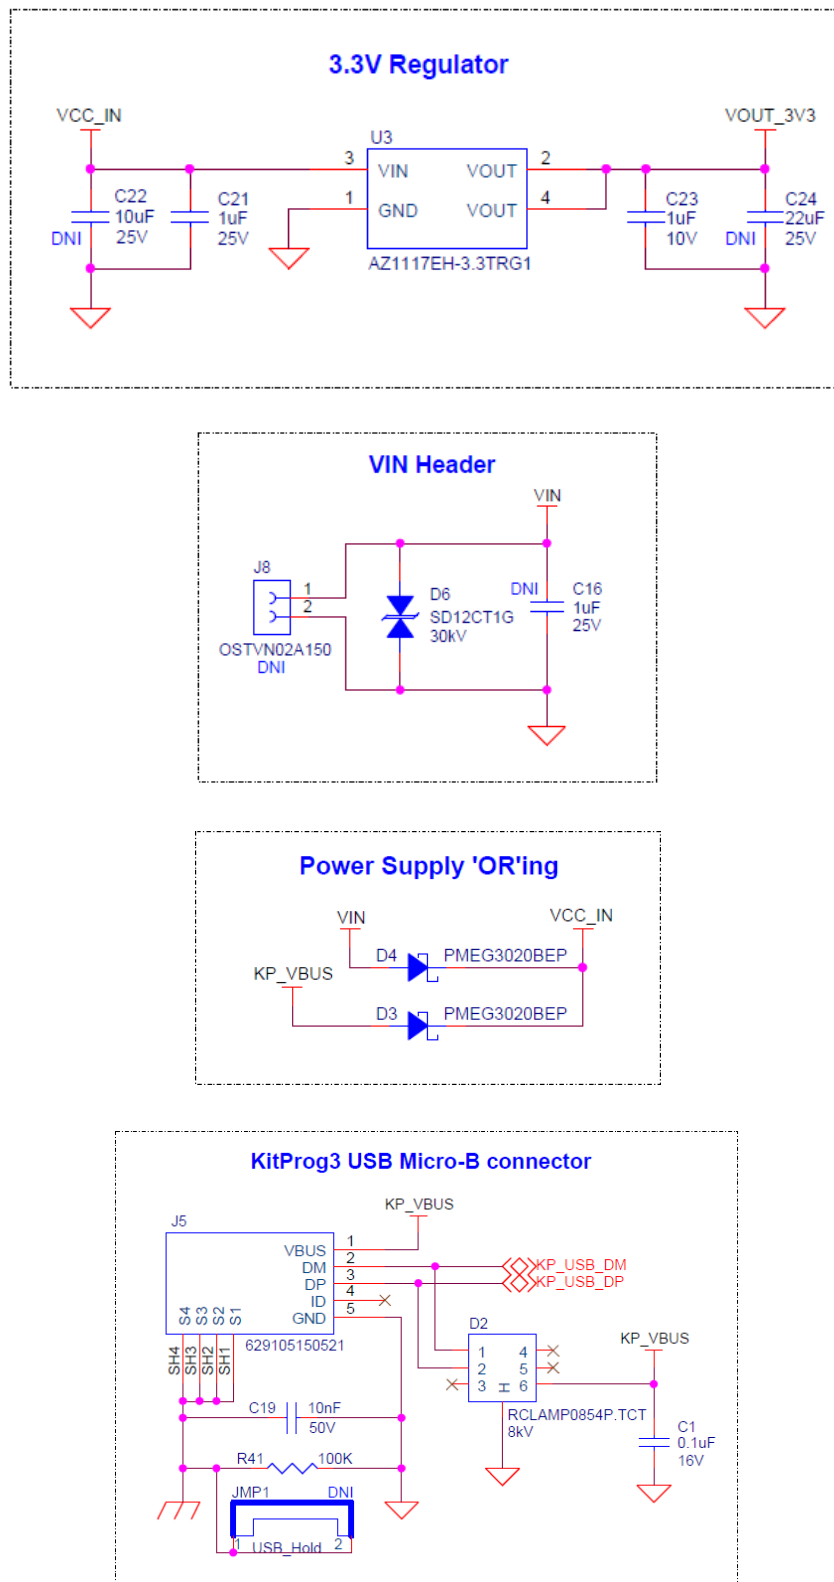 3.3V Regulator
VCC_IN
VOUT_3V3
U3
3
VIN
VOUT
2
1
GND
VOUT
4
AZ1117EH-3.3TRG1
C22
10uF
25V
DNI
C21
1uF
25V
C23
1uF
10V
C24
22uF
25V
DNI
VIN Header
VIN
J8
1
2
OSTVN02A150
DNI
D6
SD12CT1G
30kV
DNI
C16
1uF
25V
Power Supply 'OR'ing
VIN
VCC_IN
D4
PMEG3020BEP
KP_VBUS
D3
PMEG3020BEP
KitProg3 USB Micro-B connector
KP_VBUS
J5
VBUS
1
DM
2
DP
3
ID
4
GND
5
KP_USB_DM
KP_USB_DP
S4
S3
S2
S1
629105150521
SH4
SH3
SH2
SH1
D2
1
2
3
4
5
6
H
RCLAMP0854P.TCT
8kV
KP_VBUS
C1
0.1uF
16V
C19
10nF
50V
R41
100K
JMP1
DNI
1
USB_Hold
2